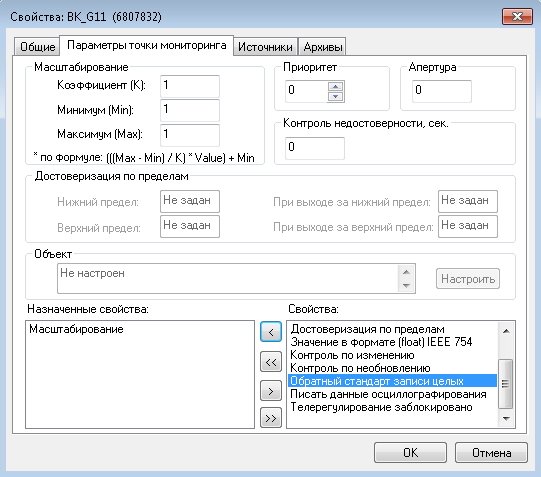 Свойства: BK_G11 (6807832)
Общие Параметры точки мониторинга Источники Архивы
Масштабирование Приоритет Апертура
Коэффициент (K): 1 0 0
Минимум (Min): 1
Контроль недостоверности, сек.
Максимум (Max): 1
0
* по формуле: (((Max - Min) / K) * Value) + Min
Достоверизация по пределам
Нижний предел: Не задан При выходе за нижний предел: Не задан
Верхний предел: Не задан При выходе за верхний предел: Не задан
Объект
Не настроен Настроить
Назначенные свойства: Свойства:
Масштабирование < Достоверизация по пределам
Значение в формате (float) IEEE 754
Контроль по изменению
<< Контроль по необновлению
Обратный стандарт записи целых
> Писать данные осциллографирования
Телерегулирование заблокировано
>>
OK Отмена